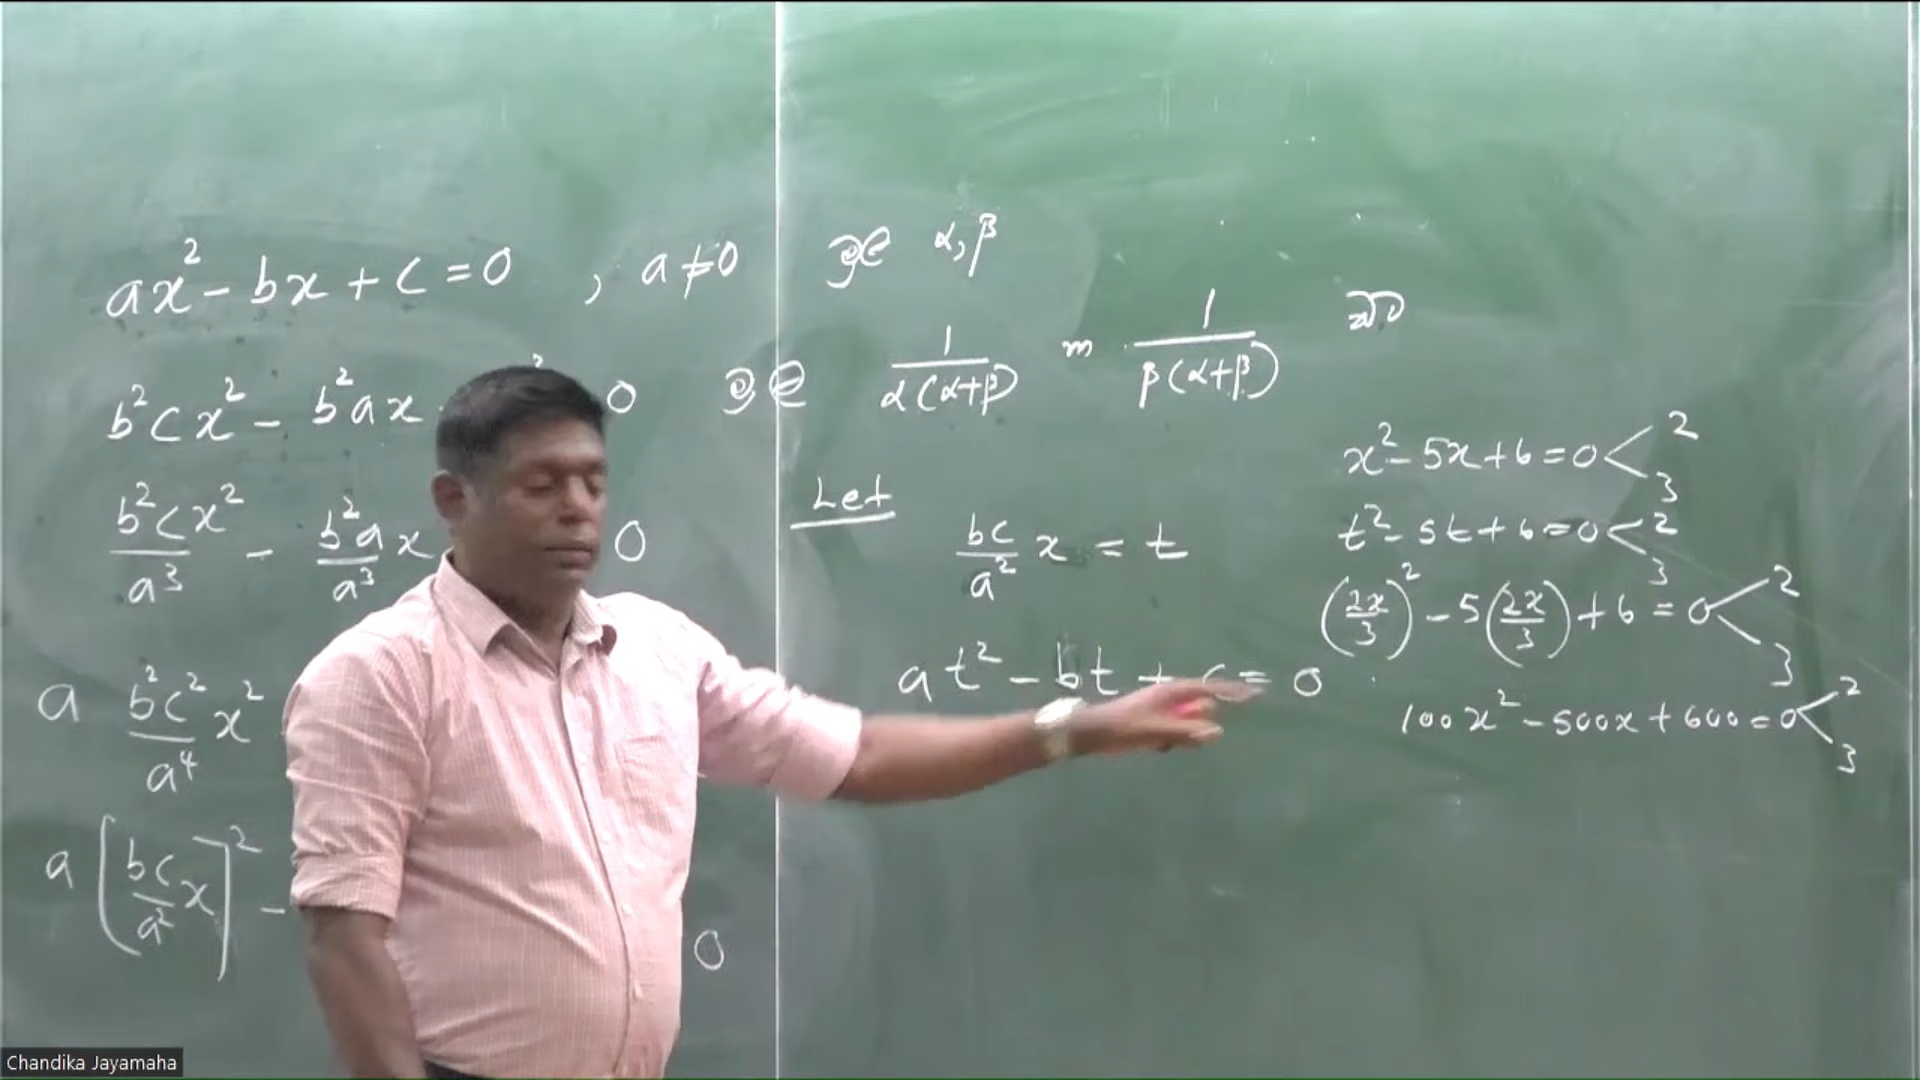 ax² - bx + c = 0 , a ≠ 0 මූල α, β
b²cx² - b²ax ² 0 මූල 1/α(α+β) m 1/β(α+β) බව
b²cx²/a³ - b²ax/a³ 0
a b²c²/a⁴ x²
a [bc/a² x]² - 0
Let
bc/a² x = t
at² - bt + c = 0
x² - 5x + 6 = 0 < 2 3
t² - 5t + 6 = 0 < 2 3
(2x/3)² - 5(2x/3) + 6 = 0 < 2 3
100x² - 500x + 600 = 0 < 2 3
Chandika Jayamaha